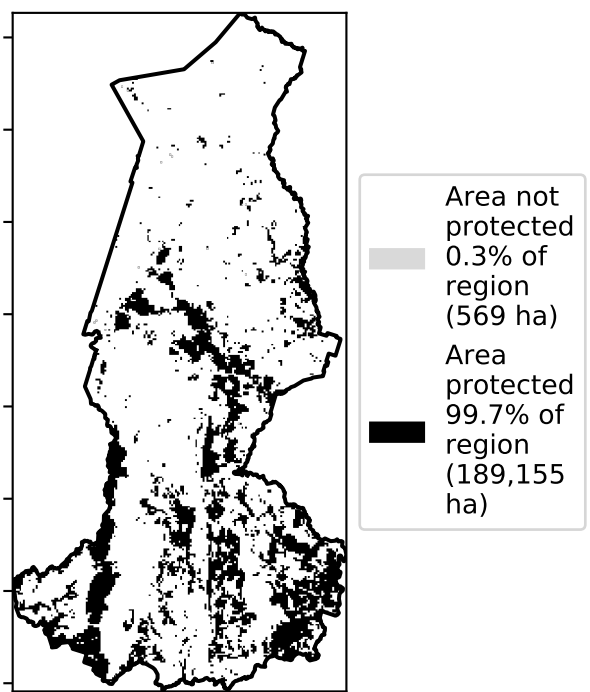 Area not
protected
0.3% of
region
(569 ha)
Area
protected
99.7% of
region
(189,155
ha)